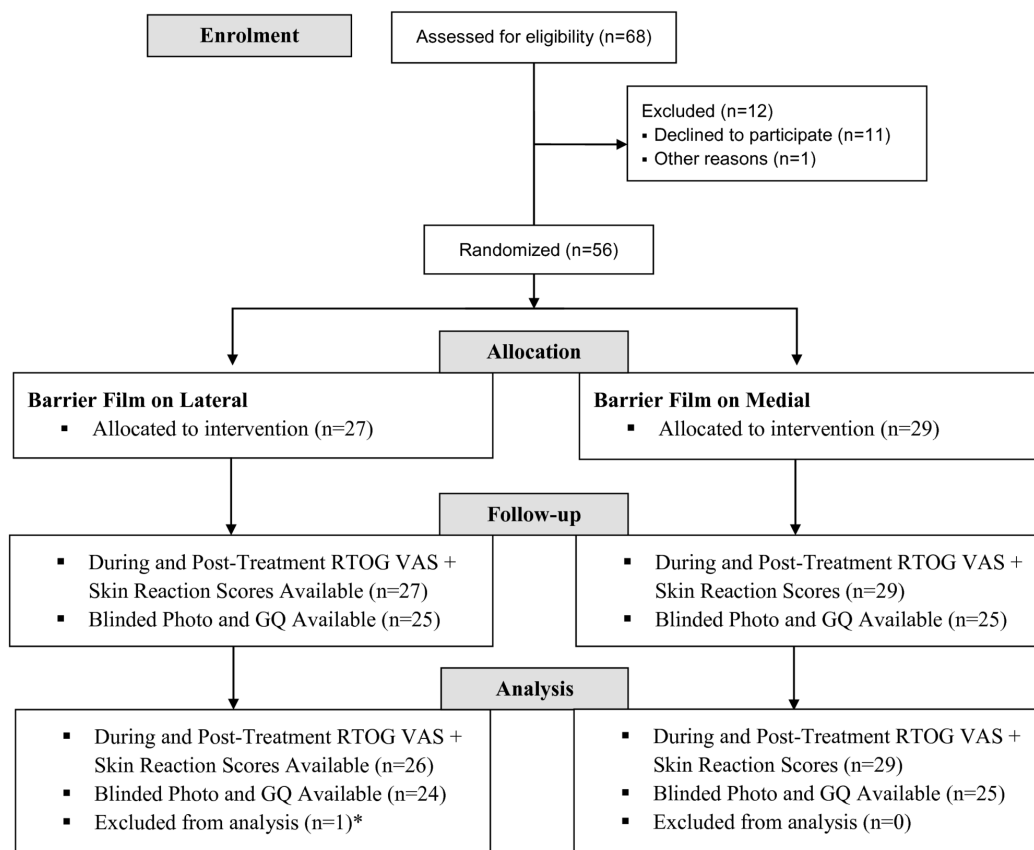 Enrolment
Assessed for eligibility (n=68)
Excluded (n=12)
▪ Declined to participate (n=11)
▪ Other reasons (n=1)
Randomized (n=56)
Allocation
Barrier Film on Lateral
▪ Allocated to intervention (n=27)
Barrier Film on Medial
▪ Allocated to intervention (n=29)
Follow-up
▪ During and Post-Treatment RTOG VAS +
Skin Reaction Scores Available (n=27)
▪ Blinded Photo and GQ Available (n=25)
▪ During and Post-Treatment RTOG VAS +
Skin Reaction Scores (n=29)
▪ Blinded Photo and GQ Available (n=25)
Analysis
▪ During and Post-Treatment RTOG VAS +
Skin Reaction Scores Available (n=26)
▪ Blinded Photo and GQ Available (n=24)
▪ Excluded from analysis (n=1)*
▪ During and Post-Treatment RTOG VAS +
Skin Reaction Scores (n=29)
▪ Blinded Photo and GQ Available (n=25)
▪ Excluded from analysis (n=0)